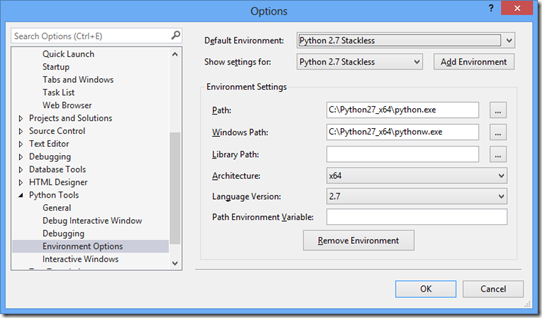 Options
Search Options (Ctrl+E)
Quick Launch
Startup
Tabs and Windows
Task List
Web Browser
Projects and Solutions
Source Control
Text Editor
Debugging
Database Tools
HTML Designer
Python Tools
General
Debug Interactive Window
Debugging
Environment Options
Interactive Windows
Default Environment: Python 2.7 Stackless
Show settings for: Python 2.7 Stackless Add Environment
Environment Settings
Path: C:\Python27_x64\python.exe ...
Windows Path: C:\Python27_x64\pythonw.exe ...
Library Path: ...
Architecture: x64
Language Version: 2.7
Path Environment Variable:
Remove Environment
OK Cancel